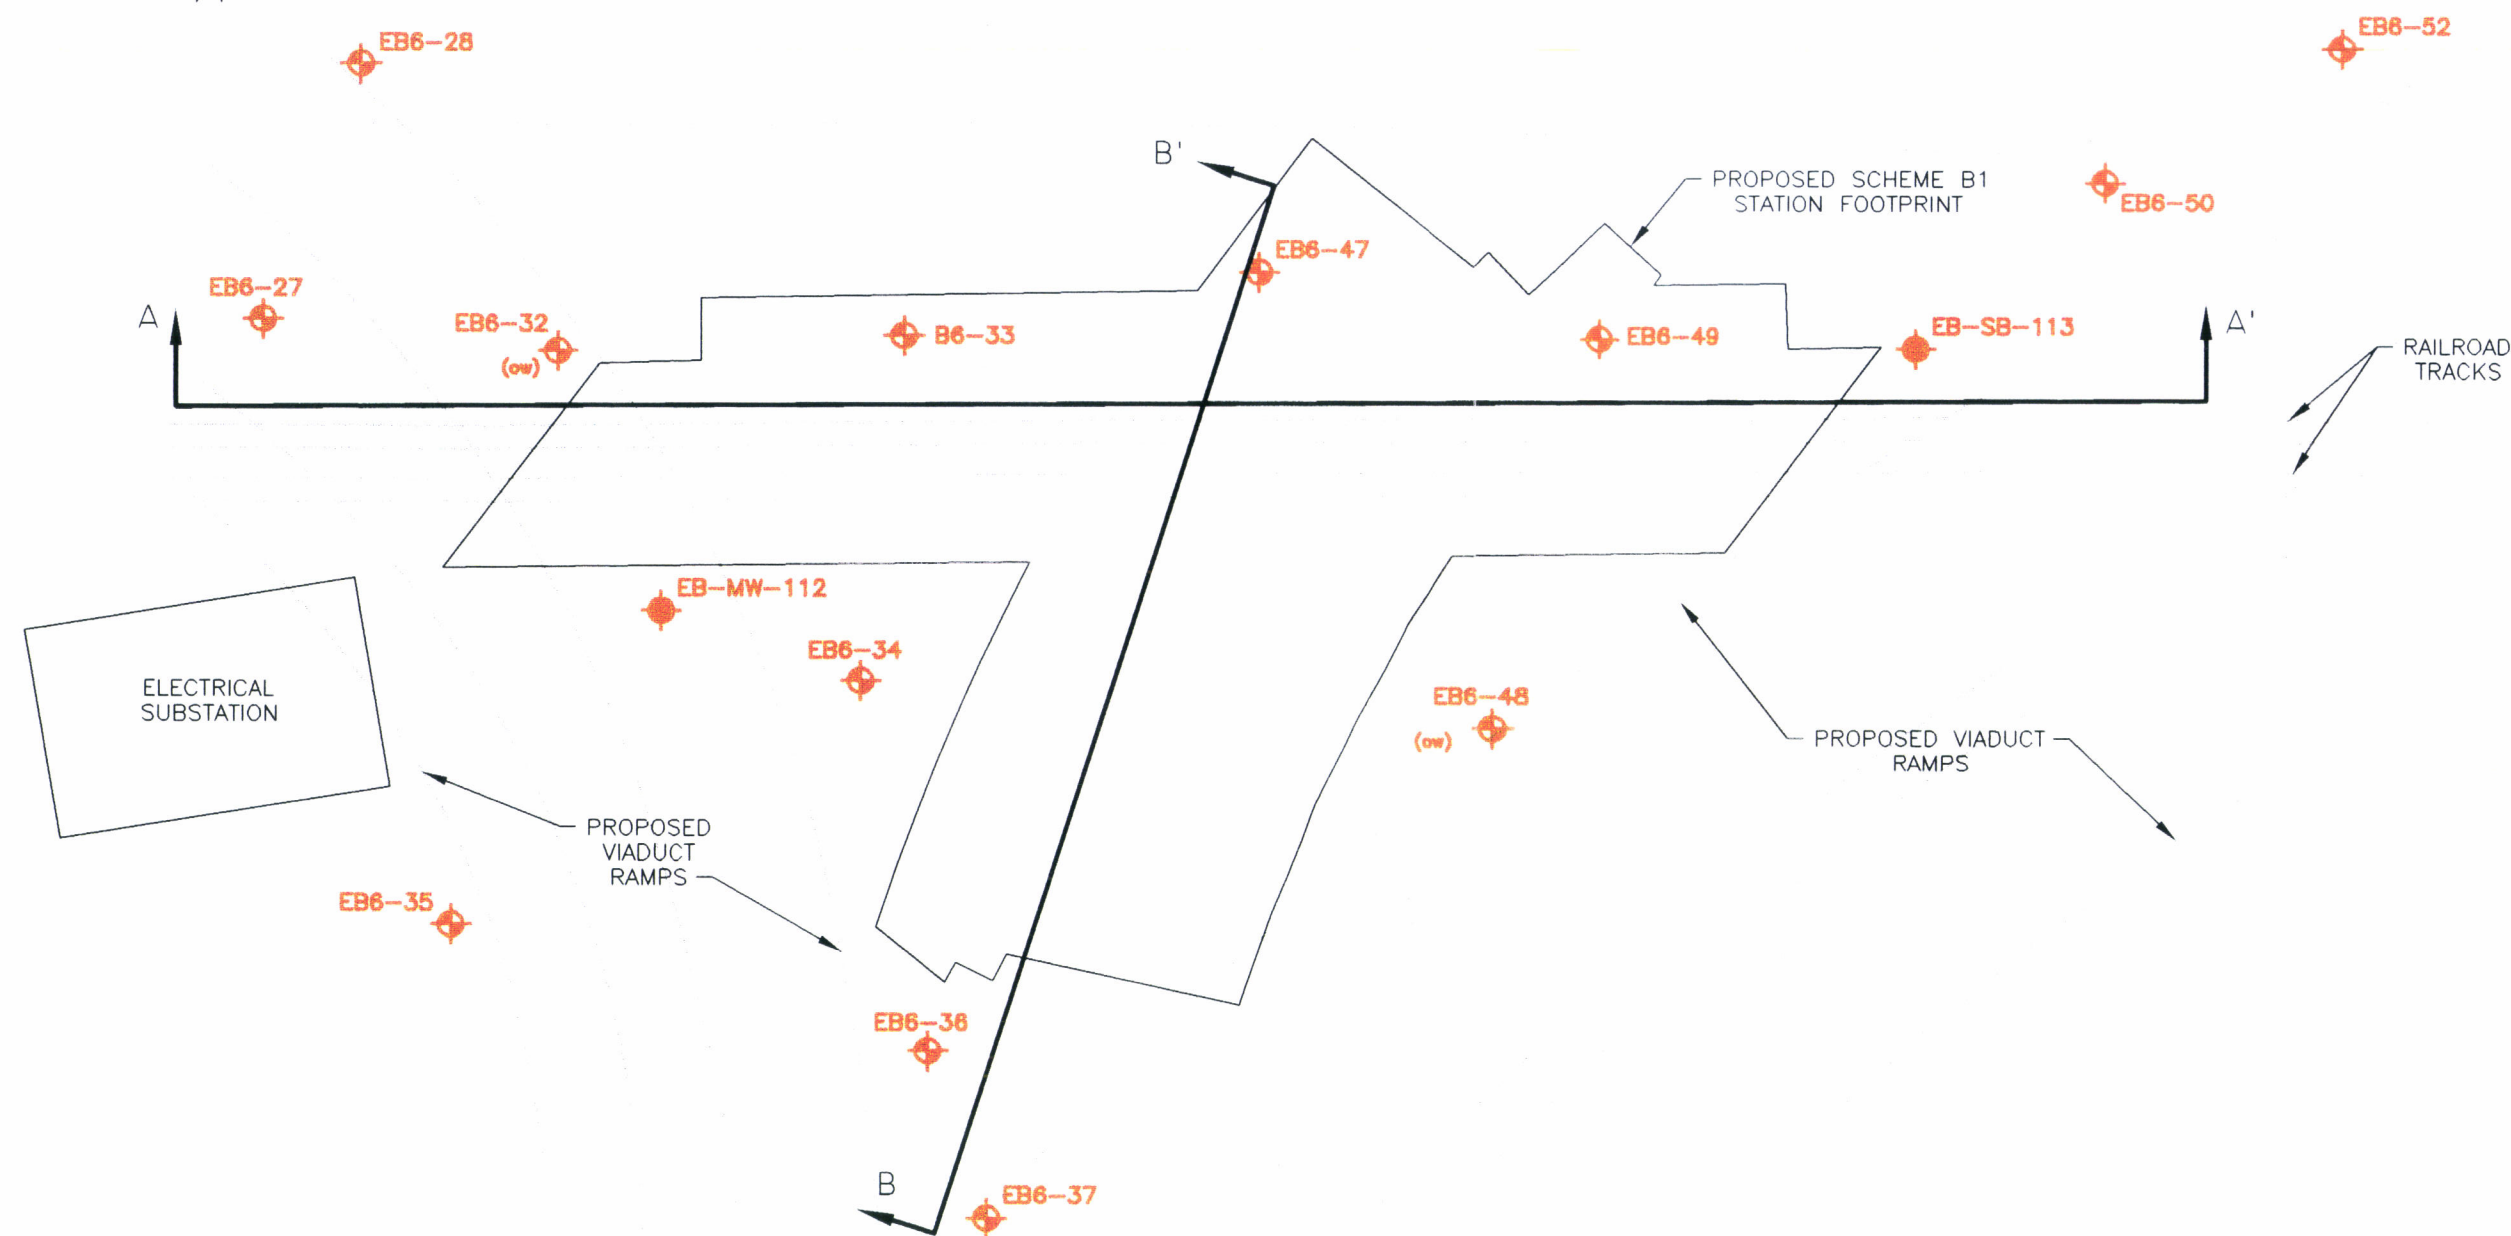 EB6-28
EB6-52
B'
PROPOSED SCHEME B1
STATION FOOTPRINT
EB6-50
EB6-47
EB6-27
A
EB6-32
(ow)
B6-33
EB6-49
EB-SB-113
A'
RAILROAD
TRACKS
EB-MW-112
EB6-34
ELECTRICAL
SUBSTATION
EB6-48
(ow)
PROPOSED VIADUCT
RAMPS
PROPOSED
VIADUCT
RAMPS
EB6-35
EB6-36
B
EB6-37